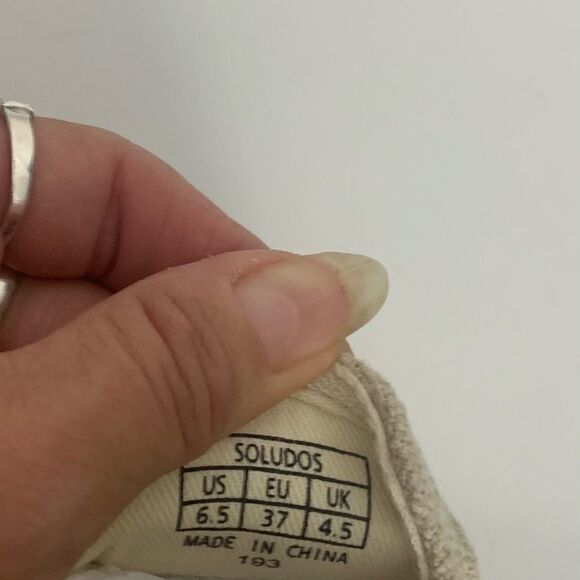 SOLUDOS
US EU UK
6.5 37 4.5
MADE IN CHINA
193